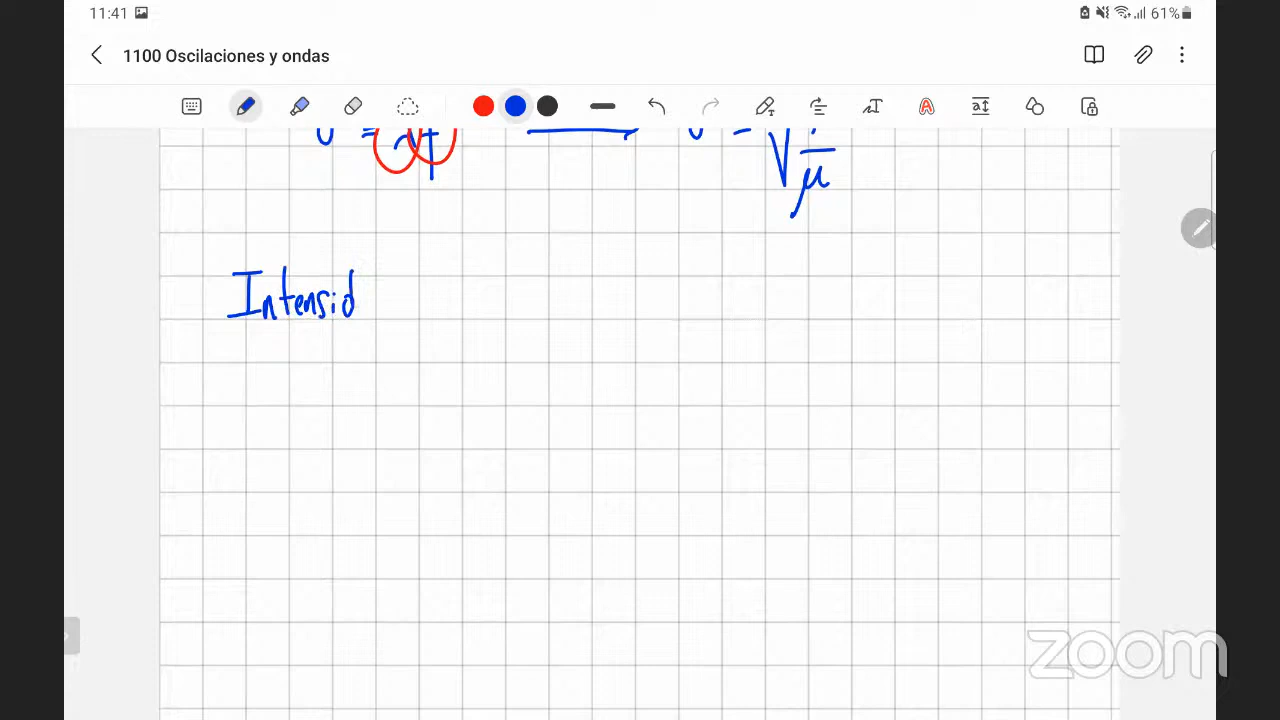 11:41 61%
1100 Oscilaciones y ondas
μ
Intensid
zoom